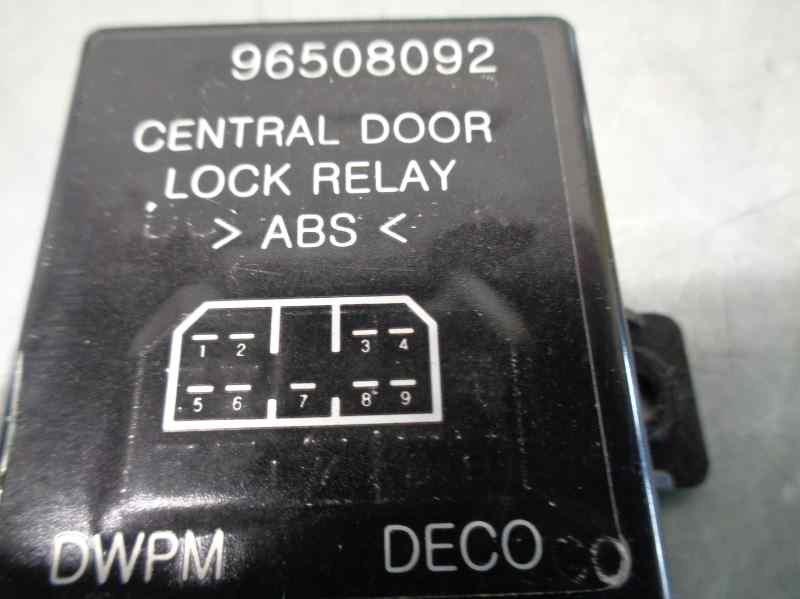 96508092
CENTRAL DOOR
LOCK RELAY
> ABS <
1 2 3 4
5 6 7 8 9
DWPM DECO